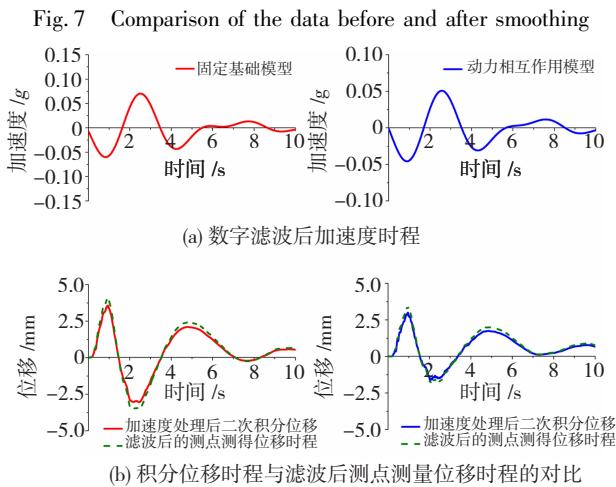 Fig. 7 Comparison of the data before and after smoothing
0.15
0.10
0.05
0
−0.05
−0.10
−0.15
加速度 /g
固定基础模型
2 4 6 8 10
时间 /s
0.10
0.05
0
−0.05
−0.10
加速度 /g
动力相互作用模型
2 4 6 8 10
时间 /s
(a) 数字滤波后加速度时程
5.0
2.5
0
−2.5
−5.0
位移 /mm
2 4 6 8 10
时间 /s
加速度处理后二次积分位移
滤波后的测点测得位移时程
5.0
2.5
0
−2.5
−5.0
位移 /mm
2 4 6 8 10
时间 /s
加速度处理后二次积分位移
滤波后的测点测得位移时程
(b) 积分位移时程与滤波后测点测量位移时程的对比